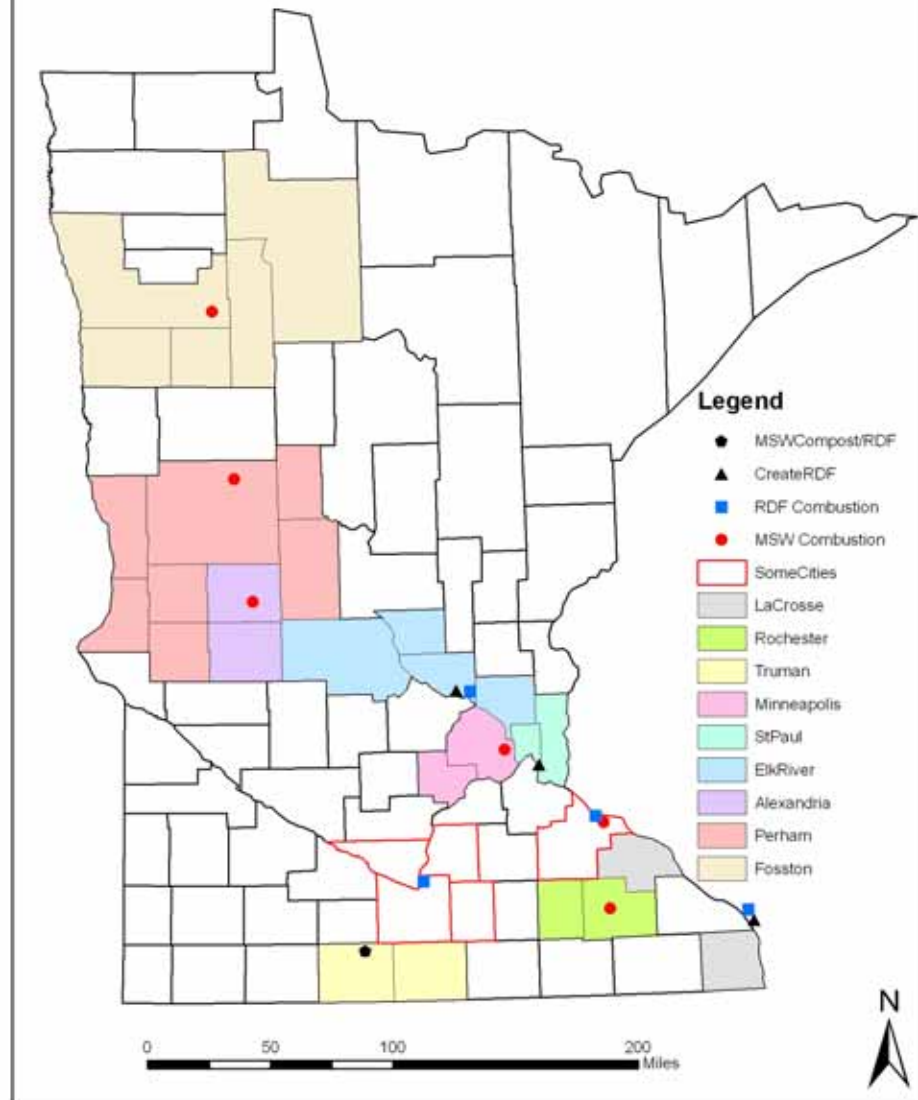 Legend
MSWCompost/RDF
CreateRDF
RDF Combustion
MSW Combustion
SomeCities
LaCrosse
Rochester
Truman
Minneapolis
StPaul
ElkRiver
Alexandria
Perham
Fosston
N
0 50 100 200
Miles